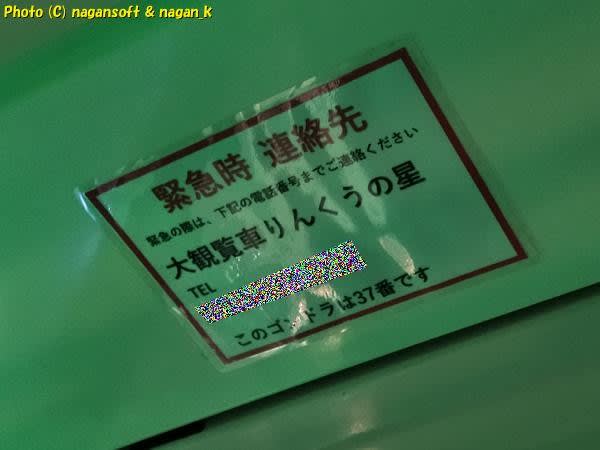 Photo (C) nagansoft & nagan_k
緊急時 連絡先
緊急の際は、下記の電話番号までご連絡ください
大観覧車りんくうの星
TEL
このゴンドラは37番です